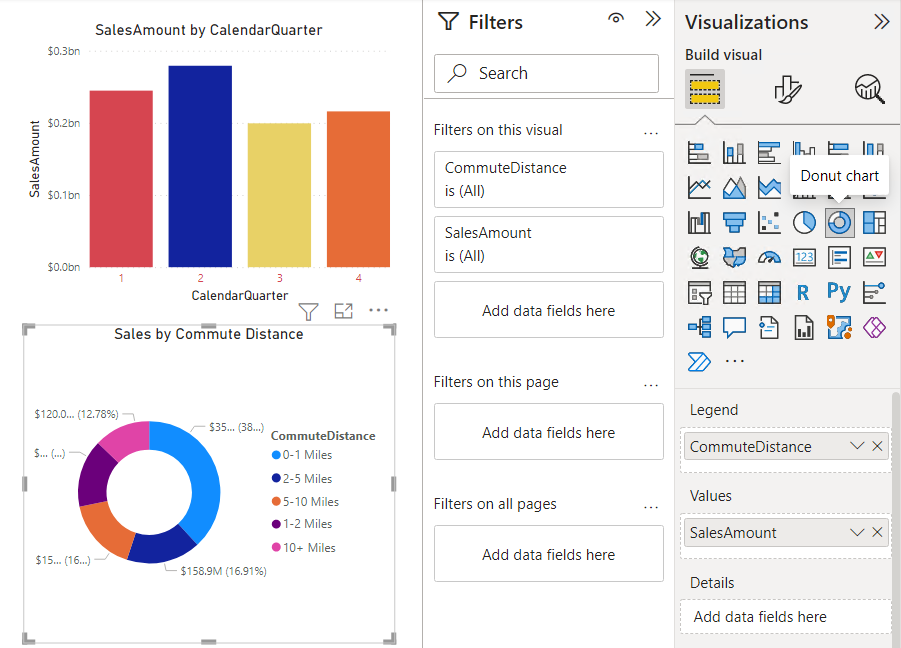 SalesAmount by CalendarQuarter
$0.3bn
$0.2bn
$0.1bn
$0.0bn
SalesAmount
1 2 3 4
CalendarQuarter
Sales by Commute Distance
$120.0... (12.78%)
$35... (38...)
$... (...)
$15... (16...)
$158.9M (16.91%)
CommuteDistance
0-1 Miles
2-5 Miles
5-10 Miles
1-2 Miles
10+ Miles
Filters
Search
Filters on this visual ...
CommuteDistance
is (All)
SalesAmount
is (All)
Add data fields here
Filters on this page ...
Add data fields here
Filters on all pages ...
Add data fields here
Visualizations
Build visual
Donut chart
123
R Py
...
Legend
CommuteDistance
Values
SalesAmount
Details
Add data fields here